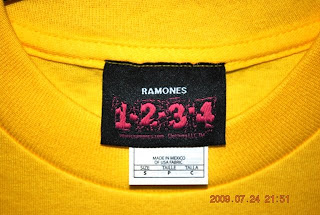 RAMONES
1-2-3-4
MADE IN MEXICO
OF USA FABRIC
SIZE TAILLE TALLA
S P C
2009.07.24 21:51